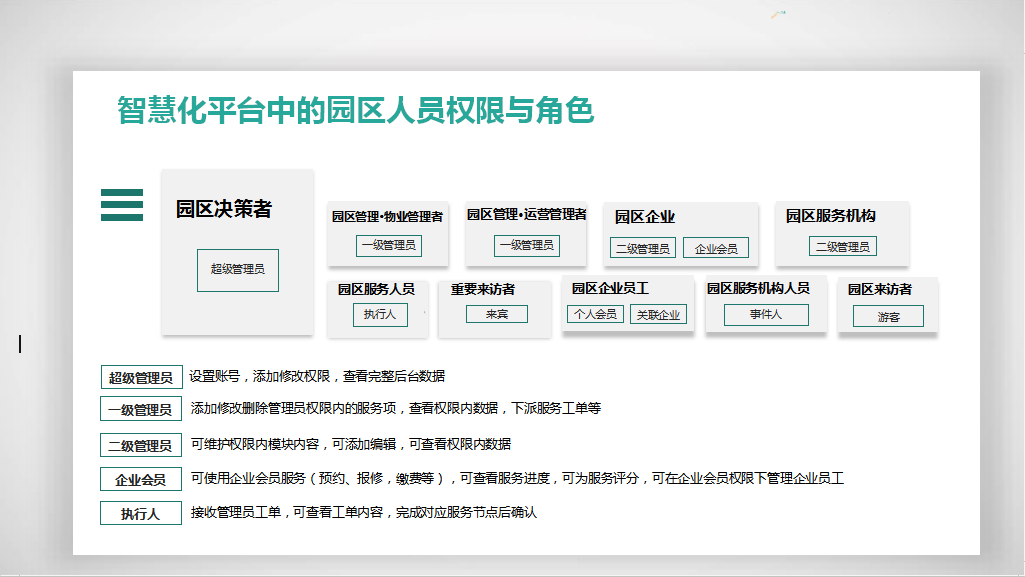 智慧化平台中的园区人员权限与角色
园区决策者
超级管理员
园区管理·物业管理者
一级管理员
园区管理·运营管理者
一级管理员
园区企业
二级管理员 企业会员
园区服务机构
二级管理员
园区服务人员
执行人
重要来访者
来宾
园区企业员工
个人会员 关联企业
园区服务机构人员
事件人
园区来访者
游客
超级管理员 设置账号，添加修改权限，查看完整后台数据
一级管理员 添加修改删除管理员权限内的服务项，查看权限内数据，下派服务工单等
二级管理员 可维护权限内模块内容，可添加编辑，可查看权限内数据
企业会员 可使用企业会员服务（预约、报修，缴费等），可查看服务进度，可为服务评分，可在企业会员权限下管理企业员工
执行人 接收管理员工单，可查看工单内容，完成对应服务节点后确认